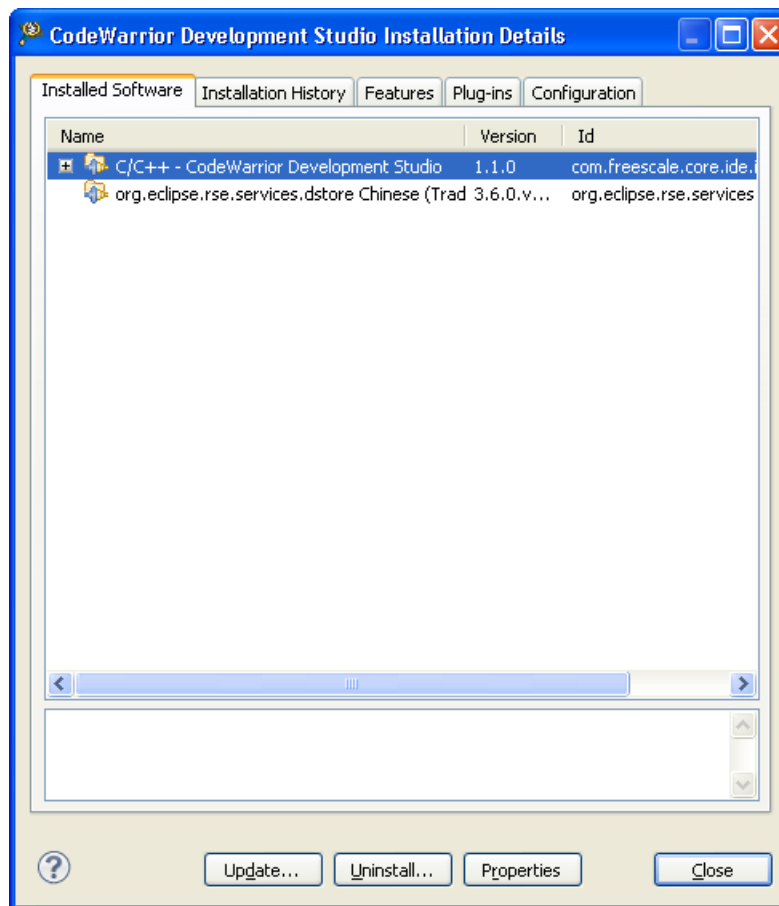 CodeWarrior Development Studio Installation Details
Installed Software Installation History Features Plug-ins Configuration
Name Version Id
C/C++ - CodeWarrior Development Studio 1.1.0 com.freescale.core.ide.i
org.eclipse.rse.services.dstore Chinese (Trad 3.6.0.v... org.eclipse.rse.services
? Update... Uninstall... Properties Close